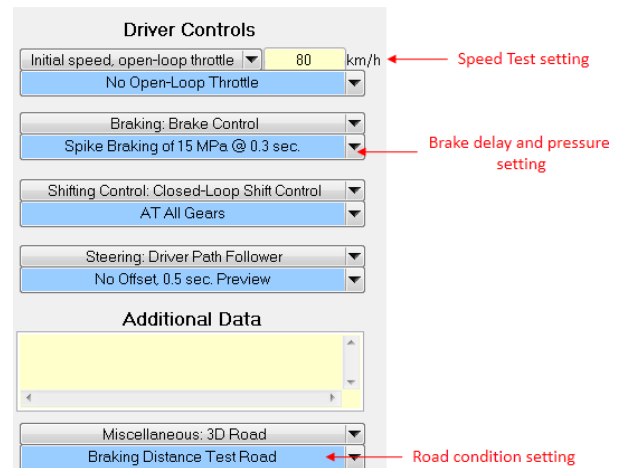 Driver Controls
Initial speed, open-loop throttle 80 km/h Speed Test setting
No Open-Loop Throttle
Braking: Brake Control
Spike Braking of 15 MPa @ 0.3 sec.
Brake delay and pressure
setting
Shifting Control: Closed-Loop Shift Control
AT All Gears
Steering: Driver Path Follower
No Offset, 0.5 sec. Preview
Additional Data
Miscellaneous: 3D Road
Braking Distance Test Road Road condition setting